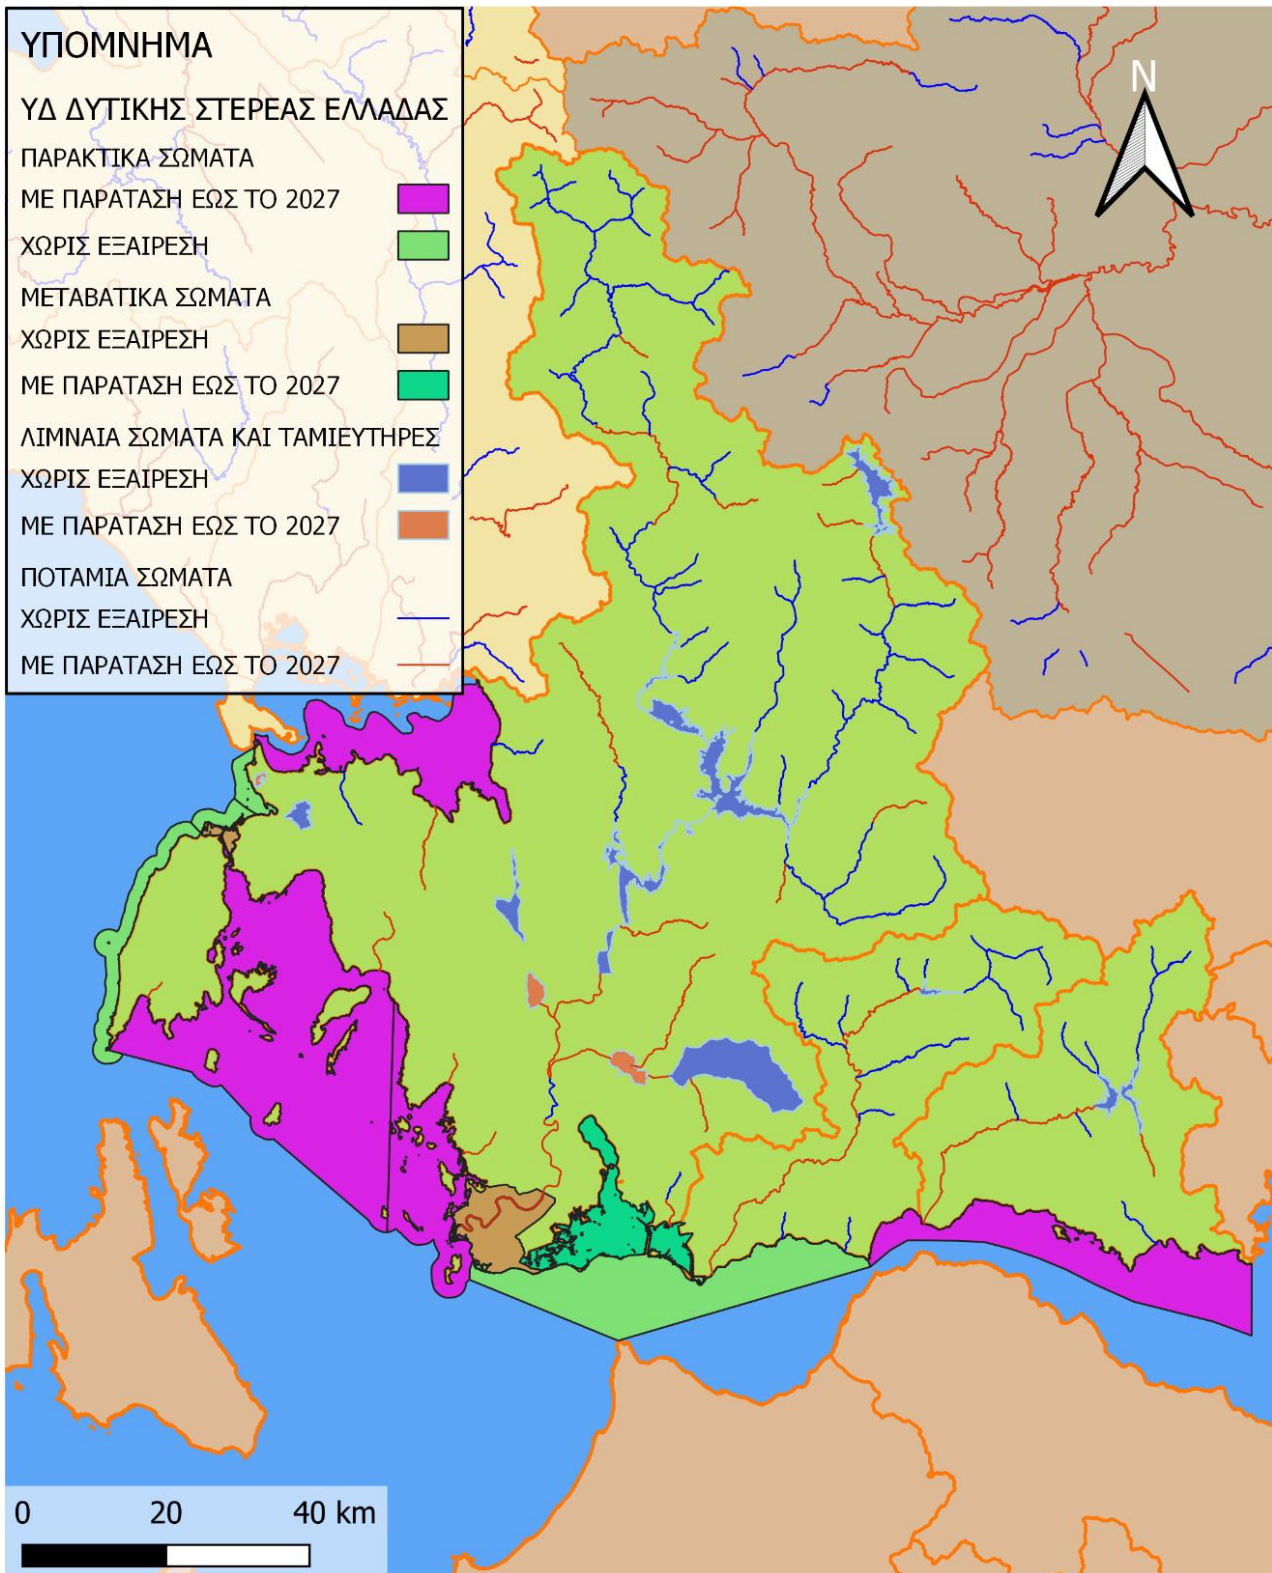 ΥΠΟΜΝΗΜΑ
ΥΔ ΔΥΤΙΚΗΣ ΣΤΕΡΕΑΣ ΕΛΛΑΔΑΣ
ΠΑΡΑΚΤΙΚΑ ΣΩΜΑΤΑ
ΜΕ ΠΑΡΑΤΑΣΗ ΕΩΣ ΤΟ 2027
ΧΩΡΙΣ ΕΞΑΙΡΕΣΗ
ΜΕΤΑΒΑΤΙΚΑ ΣΩΜΑΤΑ
ΧΩΡΙΣ ΕΞΑΙΡΕΣΗ
ΜΕ ΠΑΡΑΤΑΣΗ ΕΩΣ ΤΟ 2027
ΛΙΜΝΑΙΑ ΣΩΜΑΤΑ ΚΑΙ ΤΑΜΙΕΥΤΗΡΕΣ
ΧΩΡΙΣ ΕΞΑΙΡΕΣΗ
ΜΕ ΠΑΡΑΤΑΣΗ ΕΩΣ ΤΟ 2027
ΠΟΤΑΜΙΑ ΣΩΜΑΤΑ
ΧΩΡΙΣ ΕΞΑΙΡΕΣΗ
ΜΕ ΠΑΡΑΤΑΣΗ ΕΩΣ ΤΟ 2027
N
0 20 40 km